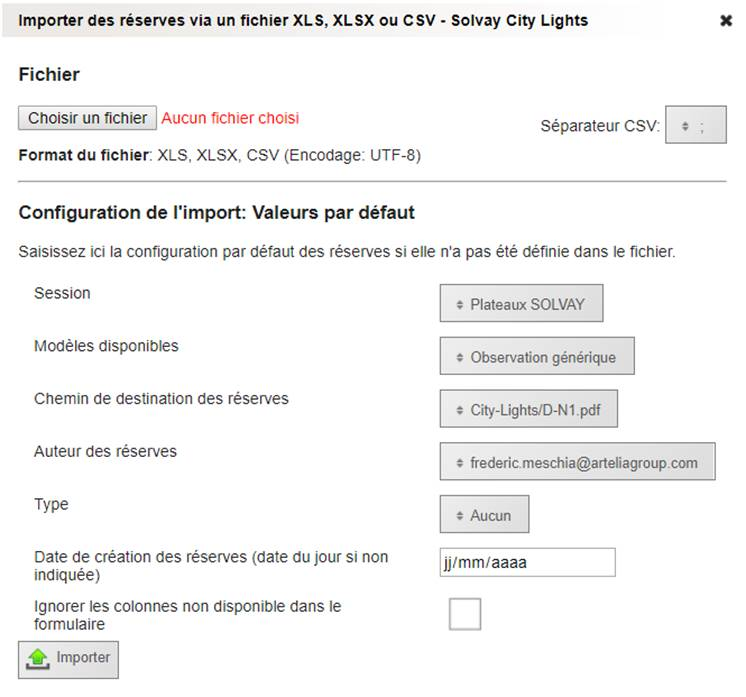 Importer des réserves via un fichier XLS, XLSX ou CSV - Solvay City Lights
Fichier
Choisir un fichier Aucun fichier choisi
Séparateur CSV: ;
Format du fichier: XLS, XLSX, CSV (Encodage: UTF-8)
Configuration de l'import: Valeurs par défaut
Saisissez ici la configuration par défaut des réserves si elle n'a pas été définie dans le fichier.
Session Plateaux SOLVAY
Modèles disponibles Observation générique
Chemin de destination des réserves City-Lights/D-N1.pdf
Auteur des réserves frederic.meschia@arteliagroup.com
Type Aucun
Date de création des réserves (date du jour si non
indiquée)
jj/mm/aaaa
Ignorer les colonnes non disponible dans le
formulaire
Importer